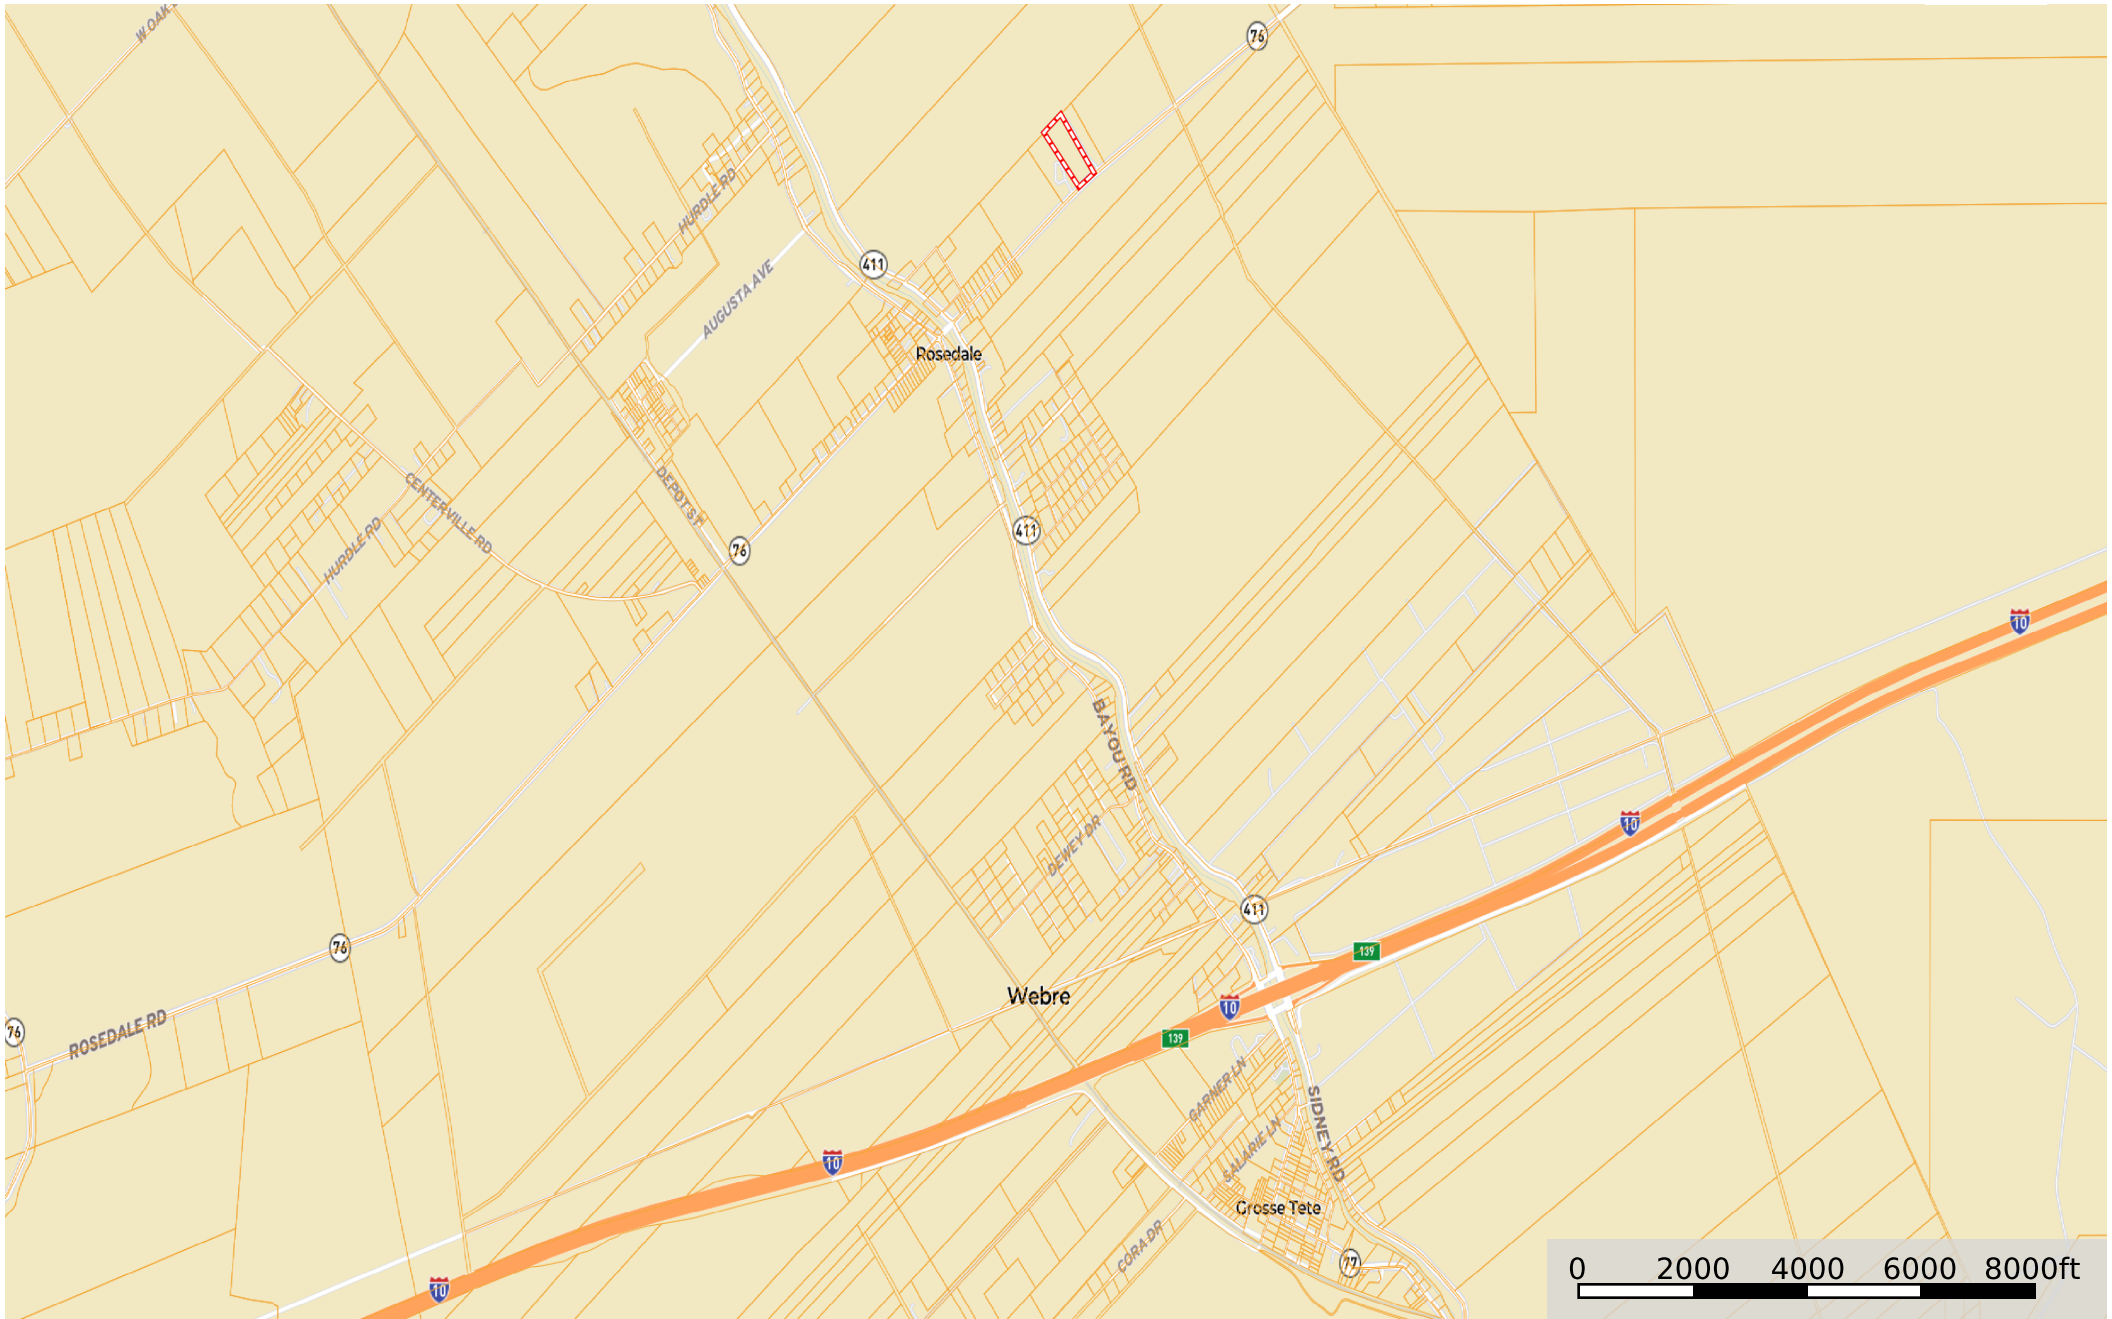 W OAK
76
HURDLE RD
411
AUGUSTA AVE
Rosedale
DEPOT ST
CENTERVILLE RD
411
HURDLE RD
76
10
BAYOU RD
10
DEWEY DR
411
76
139
Webre
10
76
ROSEDALE RD
139
GARNER LN
SIDNEY RD
SALARIE LN
10
Grosse Tete
CORA DR
77
10
0 2000 4000 6000 8000ft